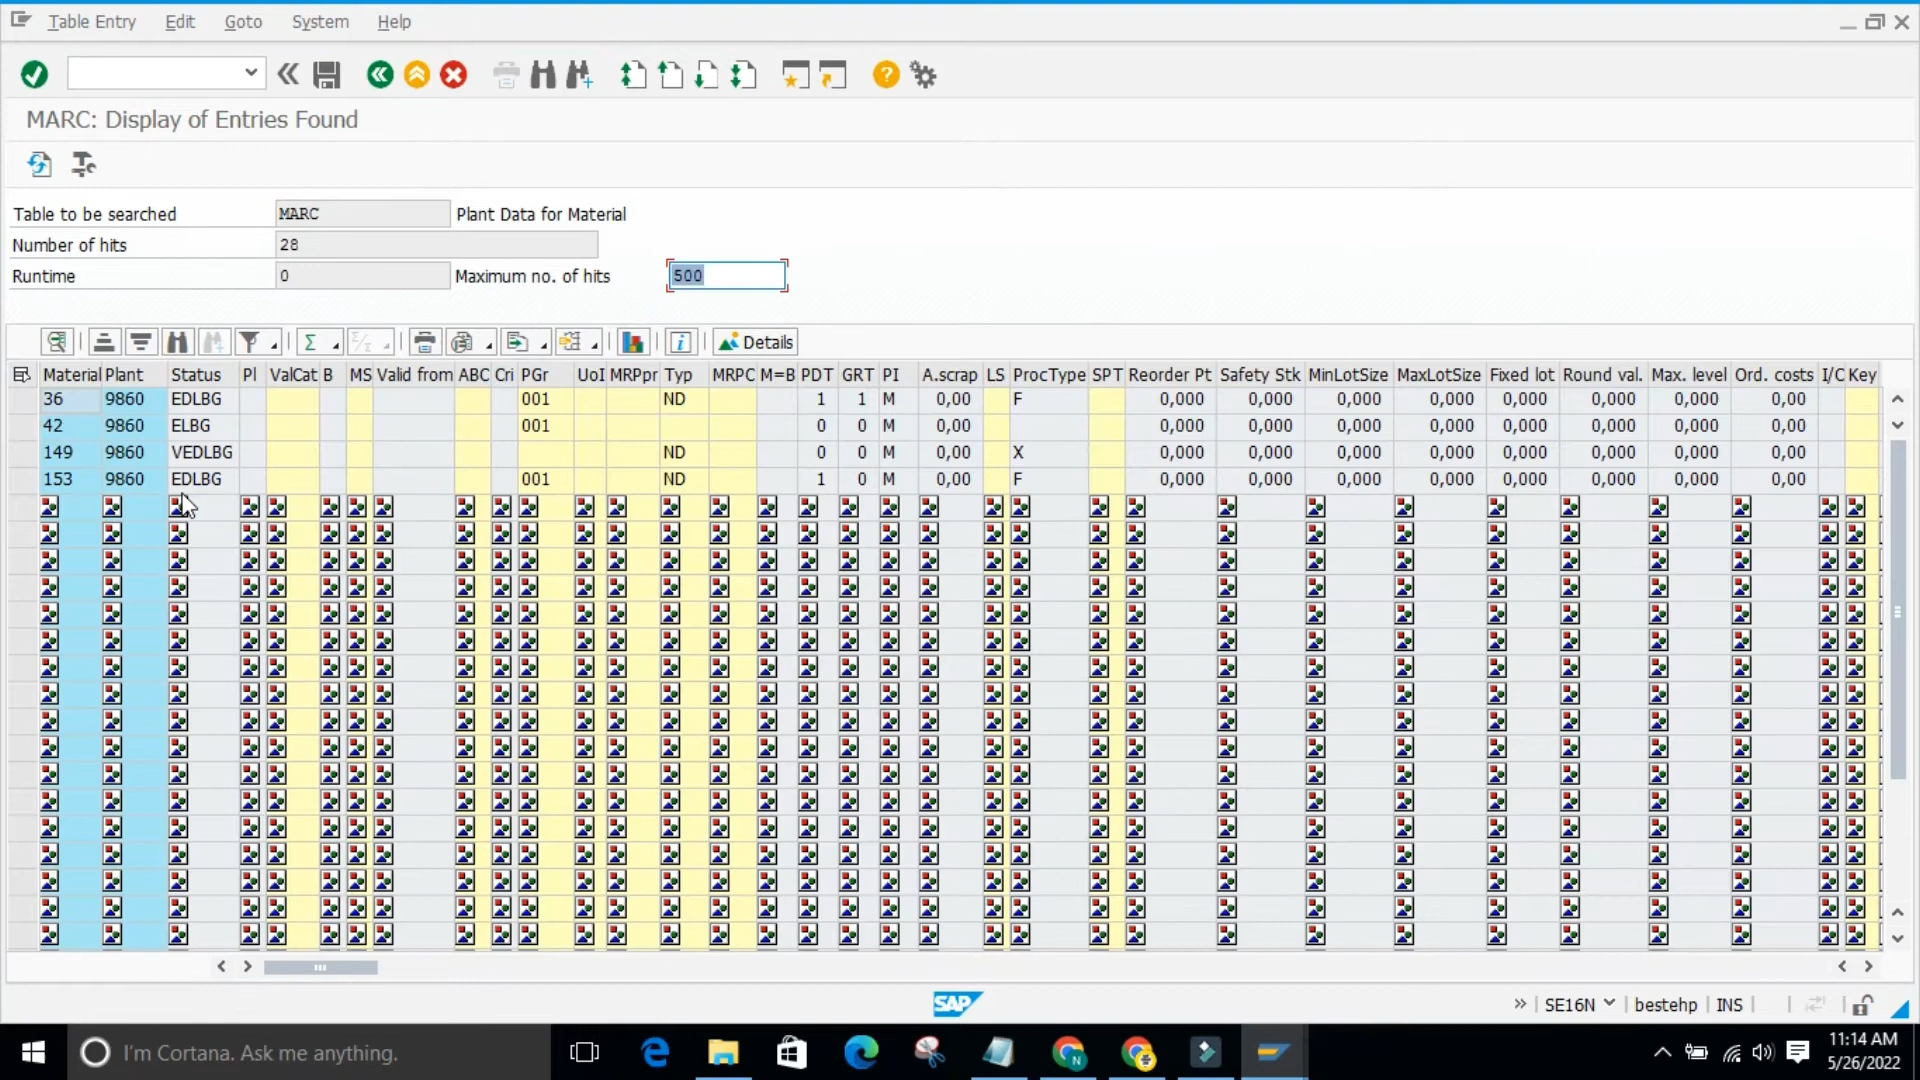 Table Entry Edit Goto System Help
MARC: Display of Entries Found
Table to be searched MARC Plant Data for Material
Number of hits 28
Runtime 0 Maximum no. of hits 500
Details
Material Plant Status Pl ValCat B MS Valid from ABC Cri PGr UoI MRPpr Typ MRPC M=B PDT GRT PI A.scrap LS ProcType SPT Reorder Pt Safety Stk MinLotSize MaxLotSize Fixed lot Round val. Max. level Ord. costs I/C Key
36 9860 EDLBG 001 ND 1 1 M 0,00 F 0,000 0,000 0,000 0,000 0,000 0,000 0,000 0,00
42 9860 ELBG 001 0 0 M 0,00 0,000 0,000 0,000 0,000 0,000 0,000 0,000 0,00
149 9860 VEDLBG ND 0 0 M 0,00 X 0,000 0,000 0,000 0,000 0,000 0,000 0,000 0,00
153 9860 EDLBG 001 ND 1 0 M 0,00 F 0,000 0,000 0,000 0,000 0,000 0,000 0,000 0,00
SAP SE16N bestehp INS
I'm Cortana. Ask me anything.
11:14 AM
5/26/2022